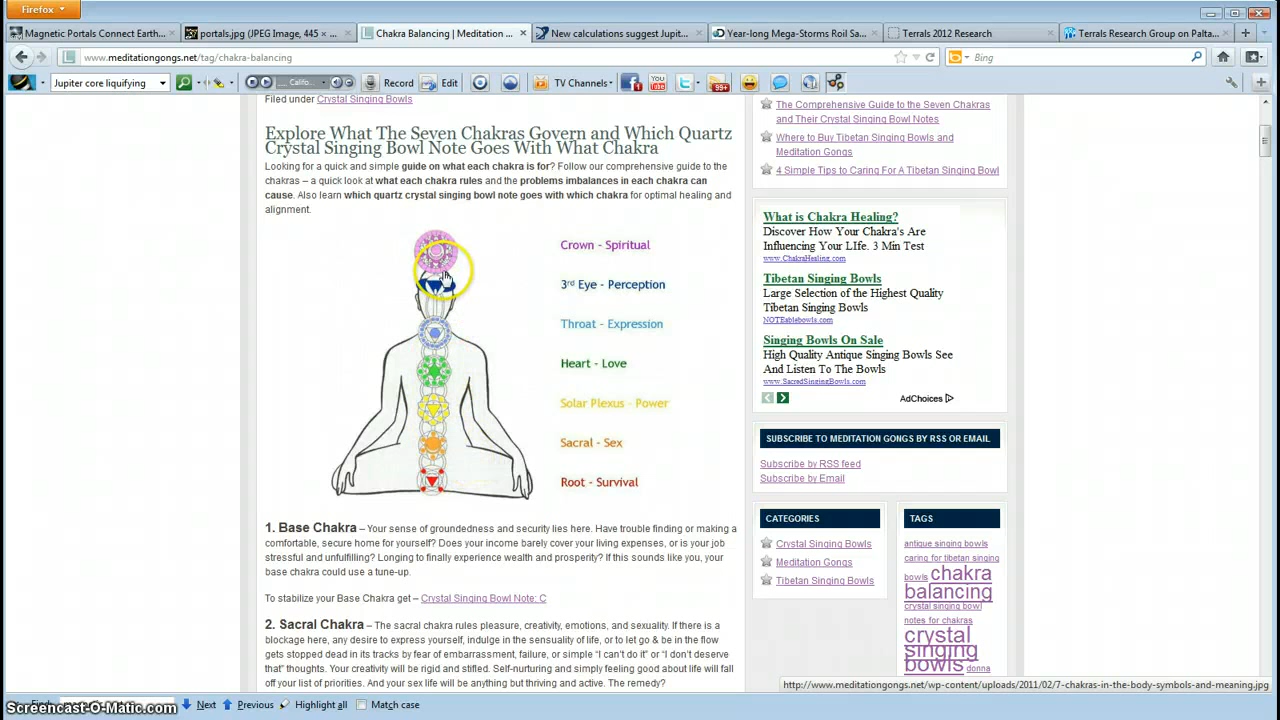 Firefox
Magnetic Portals Connect Earth...
portals.jpg (JPEG Image, 445 × ...
Chakra Balancing | Meditation ...
New calculations suggest Jupit...
Year-long Mega-Storms Roil Sa...
Terrals 2012 Research
Terrals Research Group on Palta...
www.meditationgongs.net/tag/chakra-balancing
Bing
Jupiter core liquifying
Califo...
Record
Edit
TV Channels
You Tube
99+
Filed under Crystal Singing Bowls
Explore What The Seven Chakras Govern and Which Quartz
Crystal Singing Bowl Note Goes With What Chakra
Looking for a quick and simple guide on what each chakra is for? Follow our comprehensive guide to the
chakras – a quick look at what each chakra rules and the problems imbalances in each chakra can
cause. Also learn which quartz crystal singing bowl note goes with which chakra for optimal healing and
alignment.
Crown - Spiritual
3rd Eye - Perception
Throat - Expression
Heart - Love
Solar Plexus - Power
Sacral - Sex
Root - Survival
1. Base Chakra – Your sense of groundedness and security lies here. Have trouble finding or making a
comfortable, secure home for yourself? Does your income barely cover your living expenses, or is your job
stressful and unfulfilling? Longing to finally experience wealth and prosperity? If this sounds like you, your
base chakra could use a tune-up.
To stabilize your Base Chakra get – Crystal Singing Bowl Note: C
2. Sacral Chakra – The sacral chakra rules pleasure, creativity, emotions, and sexuality. If there is a
blockage here, any desire to express yourself, indulge in the sensuality of life, or to let go & be in the flow
gets stopped dead in its tracks by fear of embarrassment, failure, or simple “I can’t do it” or “I don’t deserve
that” thoughts. Your creativity will be rigid and stifled. Self-nurturing and simply feeling good about life will fall
off your list of priorities. And your sex life will be anything but thriving and active. The remedy?
The Comprehensive Guide to the Seven Chakras
and Their Crystal Singing Bowl Notes
Where to Buy Tibetan Singing Bowls and
Meditation Gongs
4 Simple Tips to Caring For A Tibetan Singing Bowl
What is Chakra Healing?
Discover How Your Chakra's Are
Influencing Your LIfe. 3 Min Test
www.ChakraHealing.com
Tibetan Singing Bowls
Large Selection of the Highest Quality
Tibetan Singing Bowls
NOTEablebowls.com
Singing Bowls On Sale
High Quality Antique Singing Bowls See
And Listen To The Bowls
www.SacredSingingBowls.com
AdChoices
SUBSCRIBE TO MEDITATION GONGS BY RSS OR EMAIL
Subscribe by RSS feed
Subscribe by Email
CATEGORIES
Crystal Singing Bowls
Meditation Gongs
Tibetan Singing Bowls
TAGS
antique singing bowls
caring for tibetan singing
bowls chakra
balancing
crystal singing bowl
notes for chakras
crystal
singing
bowls donna
http://www.meditationgongs.net/wp-content/uploads/2011/02/7-chakras-in-the-body-symbols-and-meaning.jpg
Find:
Next
Previous
Highlight all
Match case
Screencast-O-Matic.com